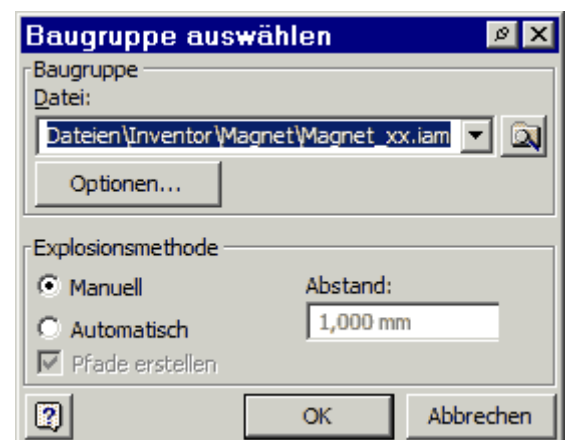 Baugruppe auswählen
Baugruppe
Datei:
Dateien\Inventor\Magnet\Magnet_xx.iam
Optionen...
Explosionsmethode
Manuell
Abstand:
Automatisch
1,000 mm
Pfade erstellen
OK
Abbrechen